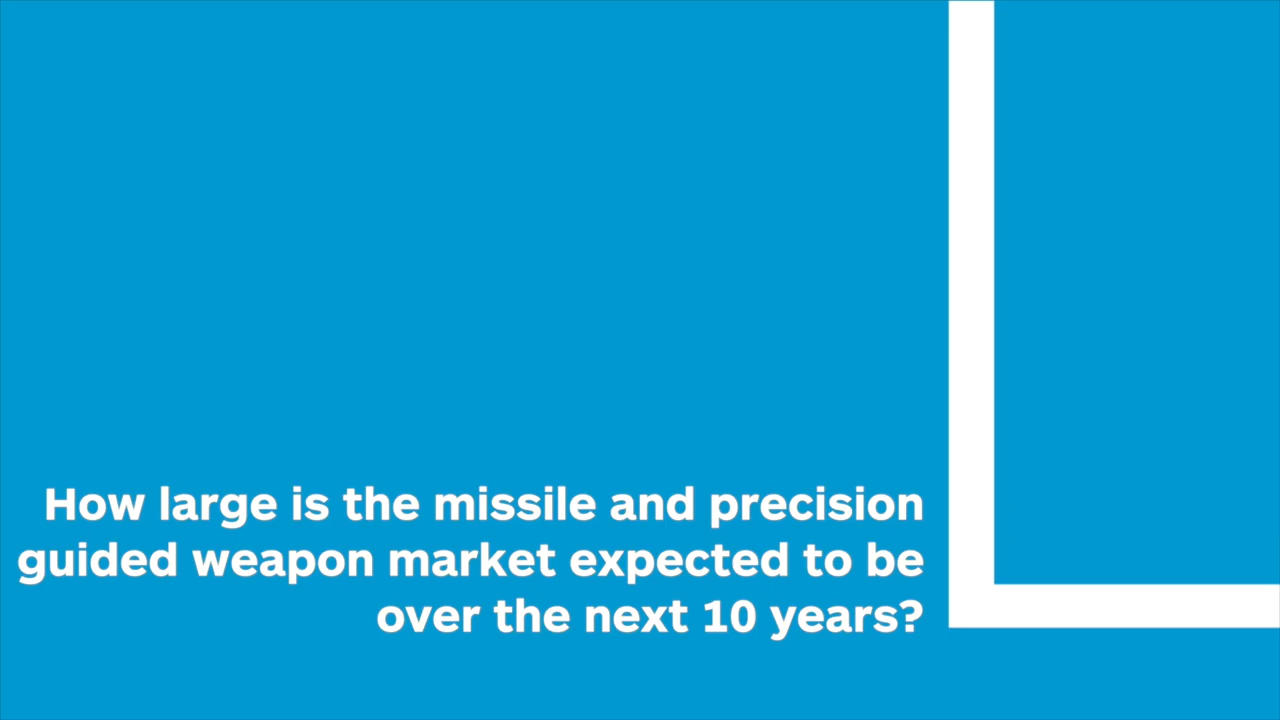 How large is the missile and precision
guided weapon market expected to be
over the next 10 years?